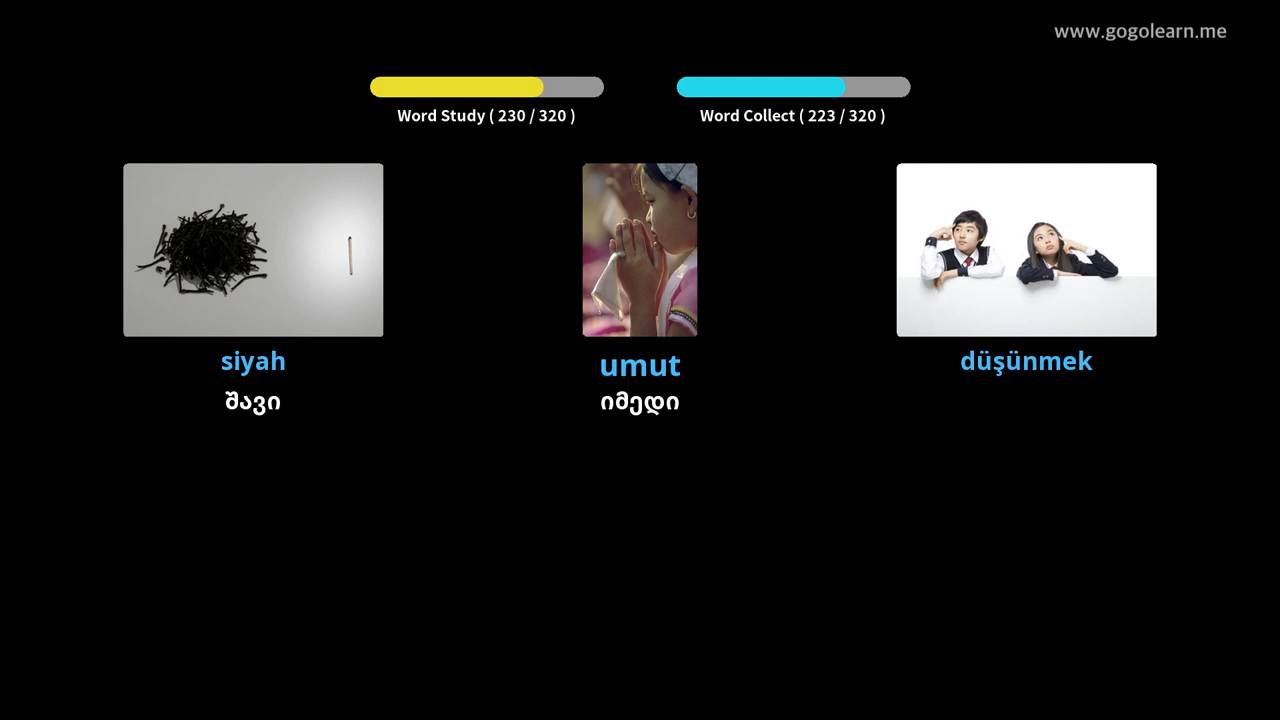 www.gogolearn.me
Word Study ( 230 / 320 )
Word Collect ( 223 / 320 )
siyah
umut
düşünmek
შავი
იმედი